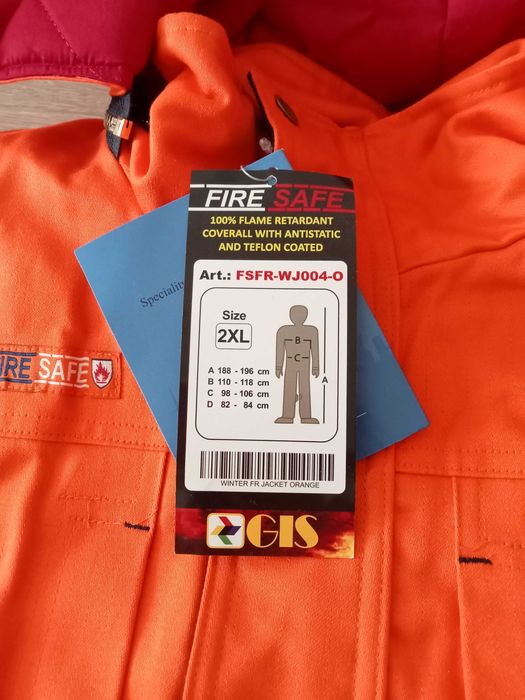 FIRE SAFE
100% FLAME RETARDANT
COVERALL WITH ANTISTATIC
AND TEFLON COATED
Art.: FSFR-WJ004-O
Size
2XL
A 188 - 196 cm
B 110 - 118 cm
C 98 - 106 cm
D 82 - 84 cm
B
C
A
WINTER FR JACKET ORANGE
GIS
IRE SAFE